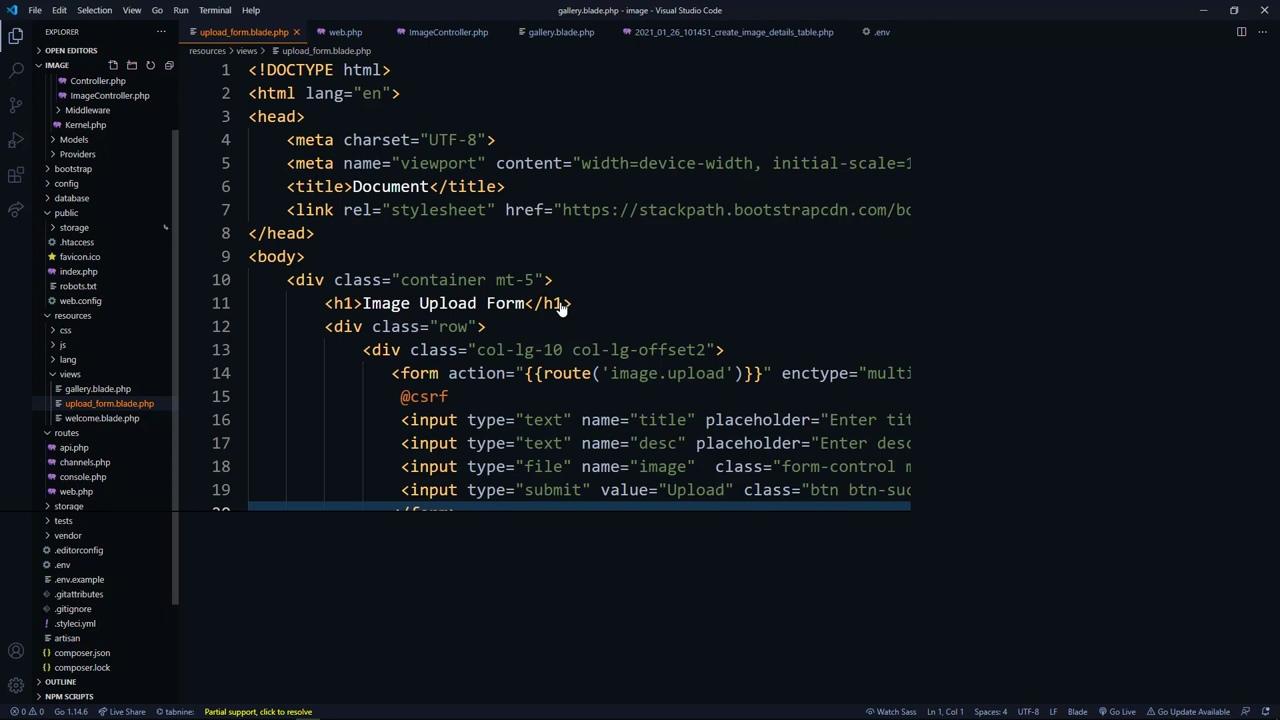 File Edit Selection View Go Run Terminal Help
gallery.blade.php - image - Visual Studio Code
EXPLORER
upload_form.blade.php
web.php
ImageController.php
gallery.blade.php
2021_01_26_101451_create_image_details_table.php
.env
OPEN EDITORS
resources > views > upload_form.blade.php
IMAGE
Controller.php
ImageController.php
Middleware
Kernel.php
Models
Providers
bootstrap
config
database
public
storage
.htaccess
favicon.ico
index.php
robots.txt
web.config
resources
css
js
lang
views
gallery.blade.php
upload_form.blade.php
welcome.blade.php
routes
api.php
channels.php
console.php
web.php
storage
tests
vendor
.editorconfig
.env
.env.example
.gitattributes
.gitignore
.styleci.yml
artisan
composer.json
composer.lock
OUTLINE
NPM SCRIPTS
1 <!DOCTYPE html>
2 <html lang="en">
3 <head>
4 <meta charset="UTF-8">
5 <meta name="viewport" content="width=device-width, initial-scale=1
6 <title>Document</title>
7 <link rel="stylesheet" href="https://stackpath.bootstrapcdn.com/bo
8 </head>
9 <body>
10 <div class="container mt-5">
11 <h1>Image Upload Form</h1>
12 <div class="row">
13 <div class="col-lg-10 col-lg-offset2">
14 <form action="{{route('image.upload')}}" enctype="multi
15 @csrf
16 <input type="text" name="title" placeholder="Enter tit
17 <input type="text" name="desc" placeholder="Enter desc
18 <input type="file" name="image" class="form-control m
19 <input type="submit" value="Upload" class="btn btn-suc
20 </form>
0 0 Go 1.14.6 Live Share tabnine: Partial support, click to resolve
Watch Sass Ln 1, Col 1 Spaces: 4 UTF-8 LF Blade Go Live Go Update Available